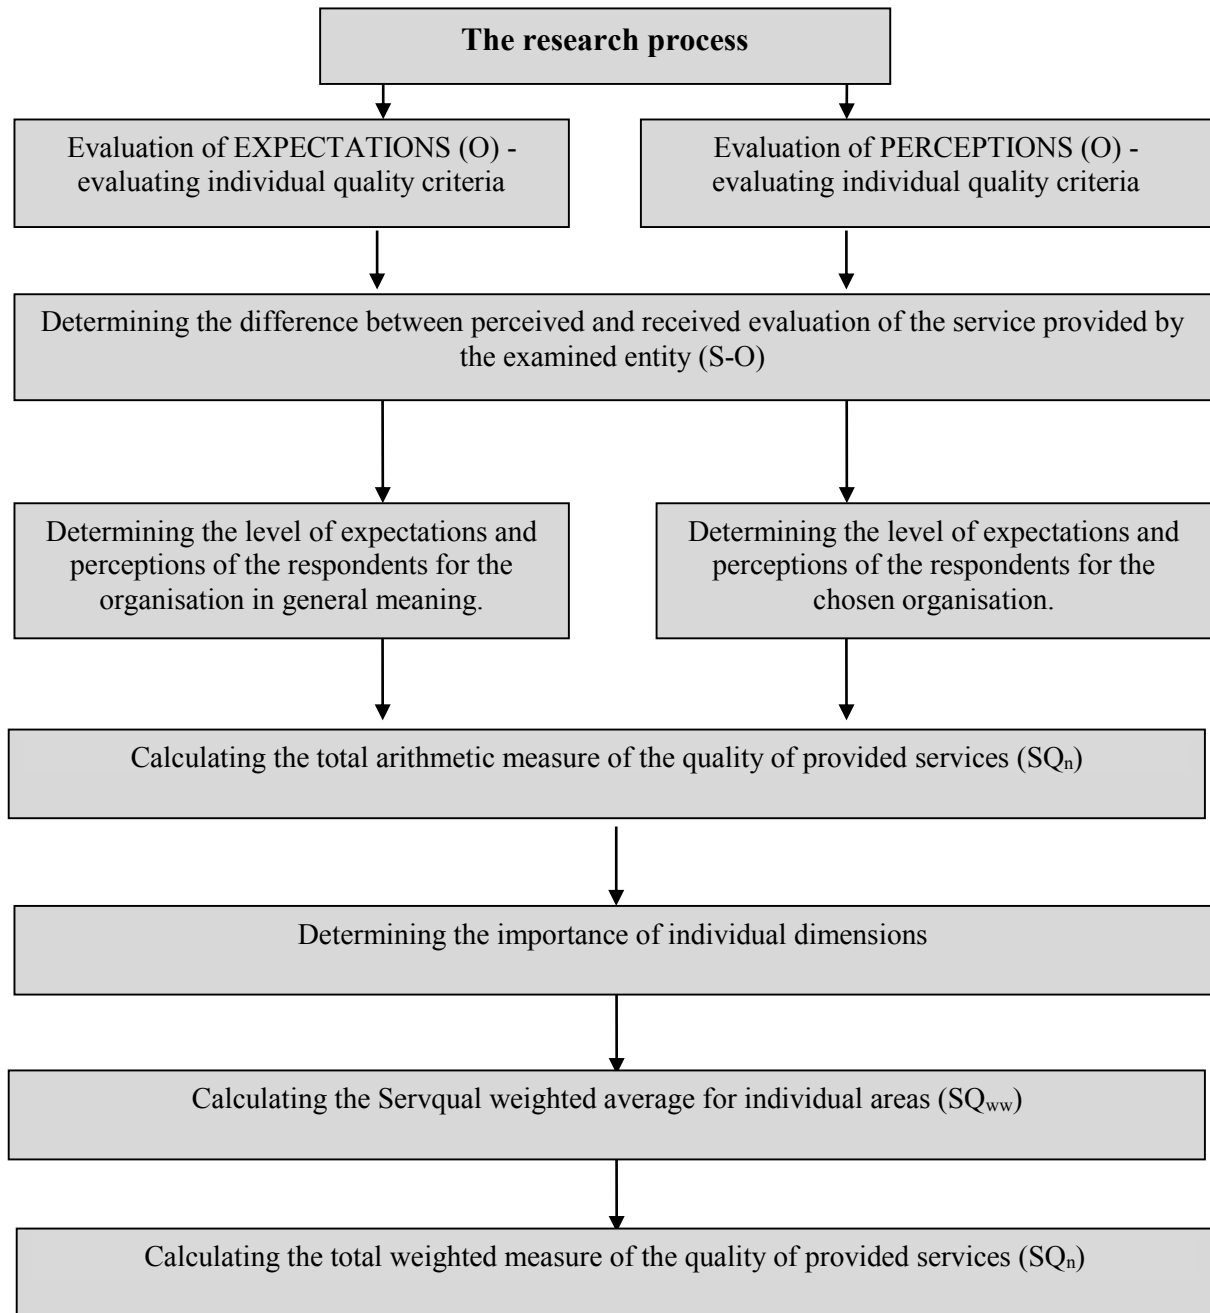 The research process
Evaluation of EXPECTATIONS (O) -
evaluating individual quality criteria
Evaluation of PERCEPTIONS (O) -
evaluating individual quality criteria
Determining the difference between perceived and received evaluation of the service provided by
the examined entity (S-O)
Determining the level of expectations and
perceptions of the respondents for the
organisation in general meaning.
Determining the level of expectations and
perceptions of the respondents for the
chosen organisation.
Calculating the total arithmetic measure of the quality of provided services (SQn)
Determining the importance of individual dimensions
Calculating the Servqual weighted average for individual areas (SQww)
Calculating the total weighted measure of the quality of provided services (SQn)